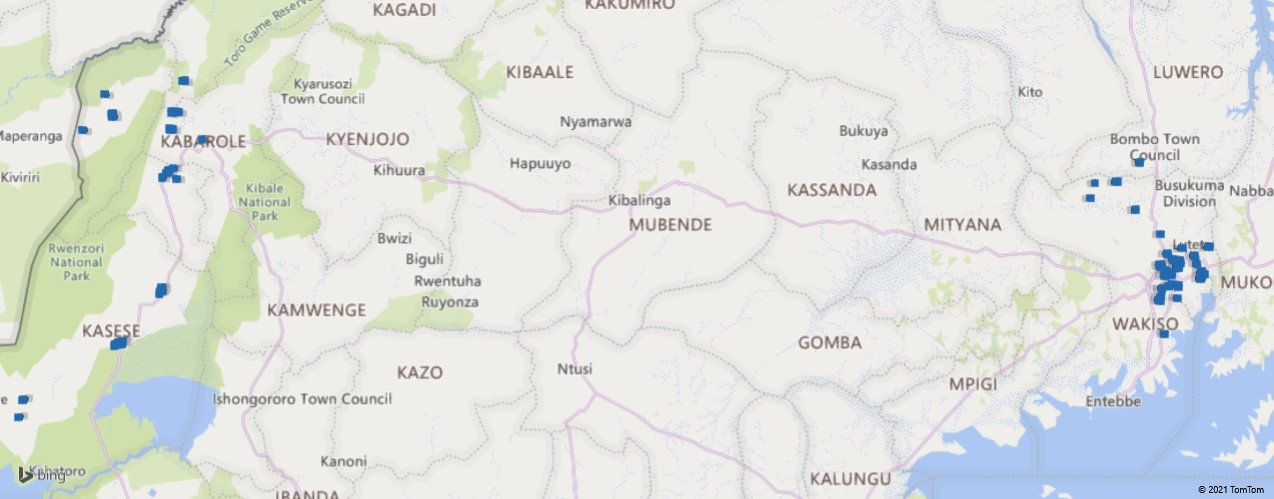 KAGADI
KAKUMIRO
Toro Game Reserve
KIBAALE
LUWERO
Kyarusozi
Town Council
Kito
Nyamarwa
Maperanga
KABAROLE
KYENJOJO
Bukuya
Bombo Town
Council
Hapuuyo
Kasanda
Kiviriri
Kihuura
Kibale
National
Park
Kibalinga
KASSANDA
Busukuma
Division
Nabba
MUBENDE
MITYANA
Bwizi
Rwenzori
National
Park
Biguli
Rwentuha
Ruyonza
MUKO
KASESE
KAMWENGE
WAKISO
GOMBA
KAZO
Ntusi
MPIGI
Ishongororo Town Council
Entebbe
Kanoni
bing
KALUNGU
IBANDA
© 2021 TomTom